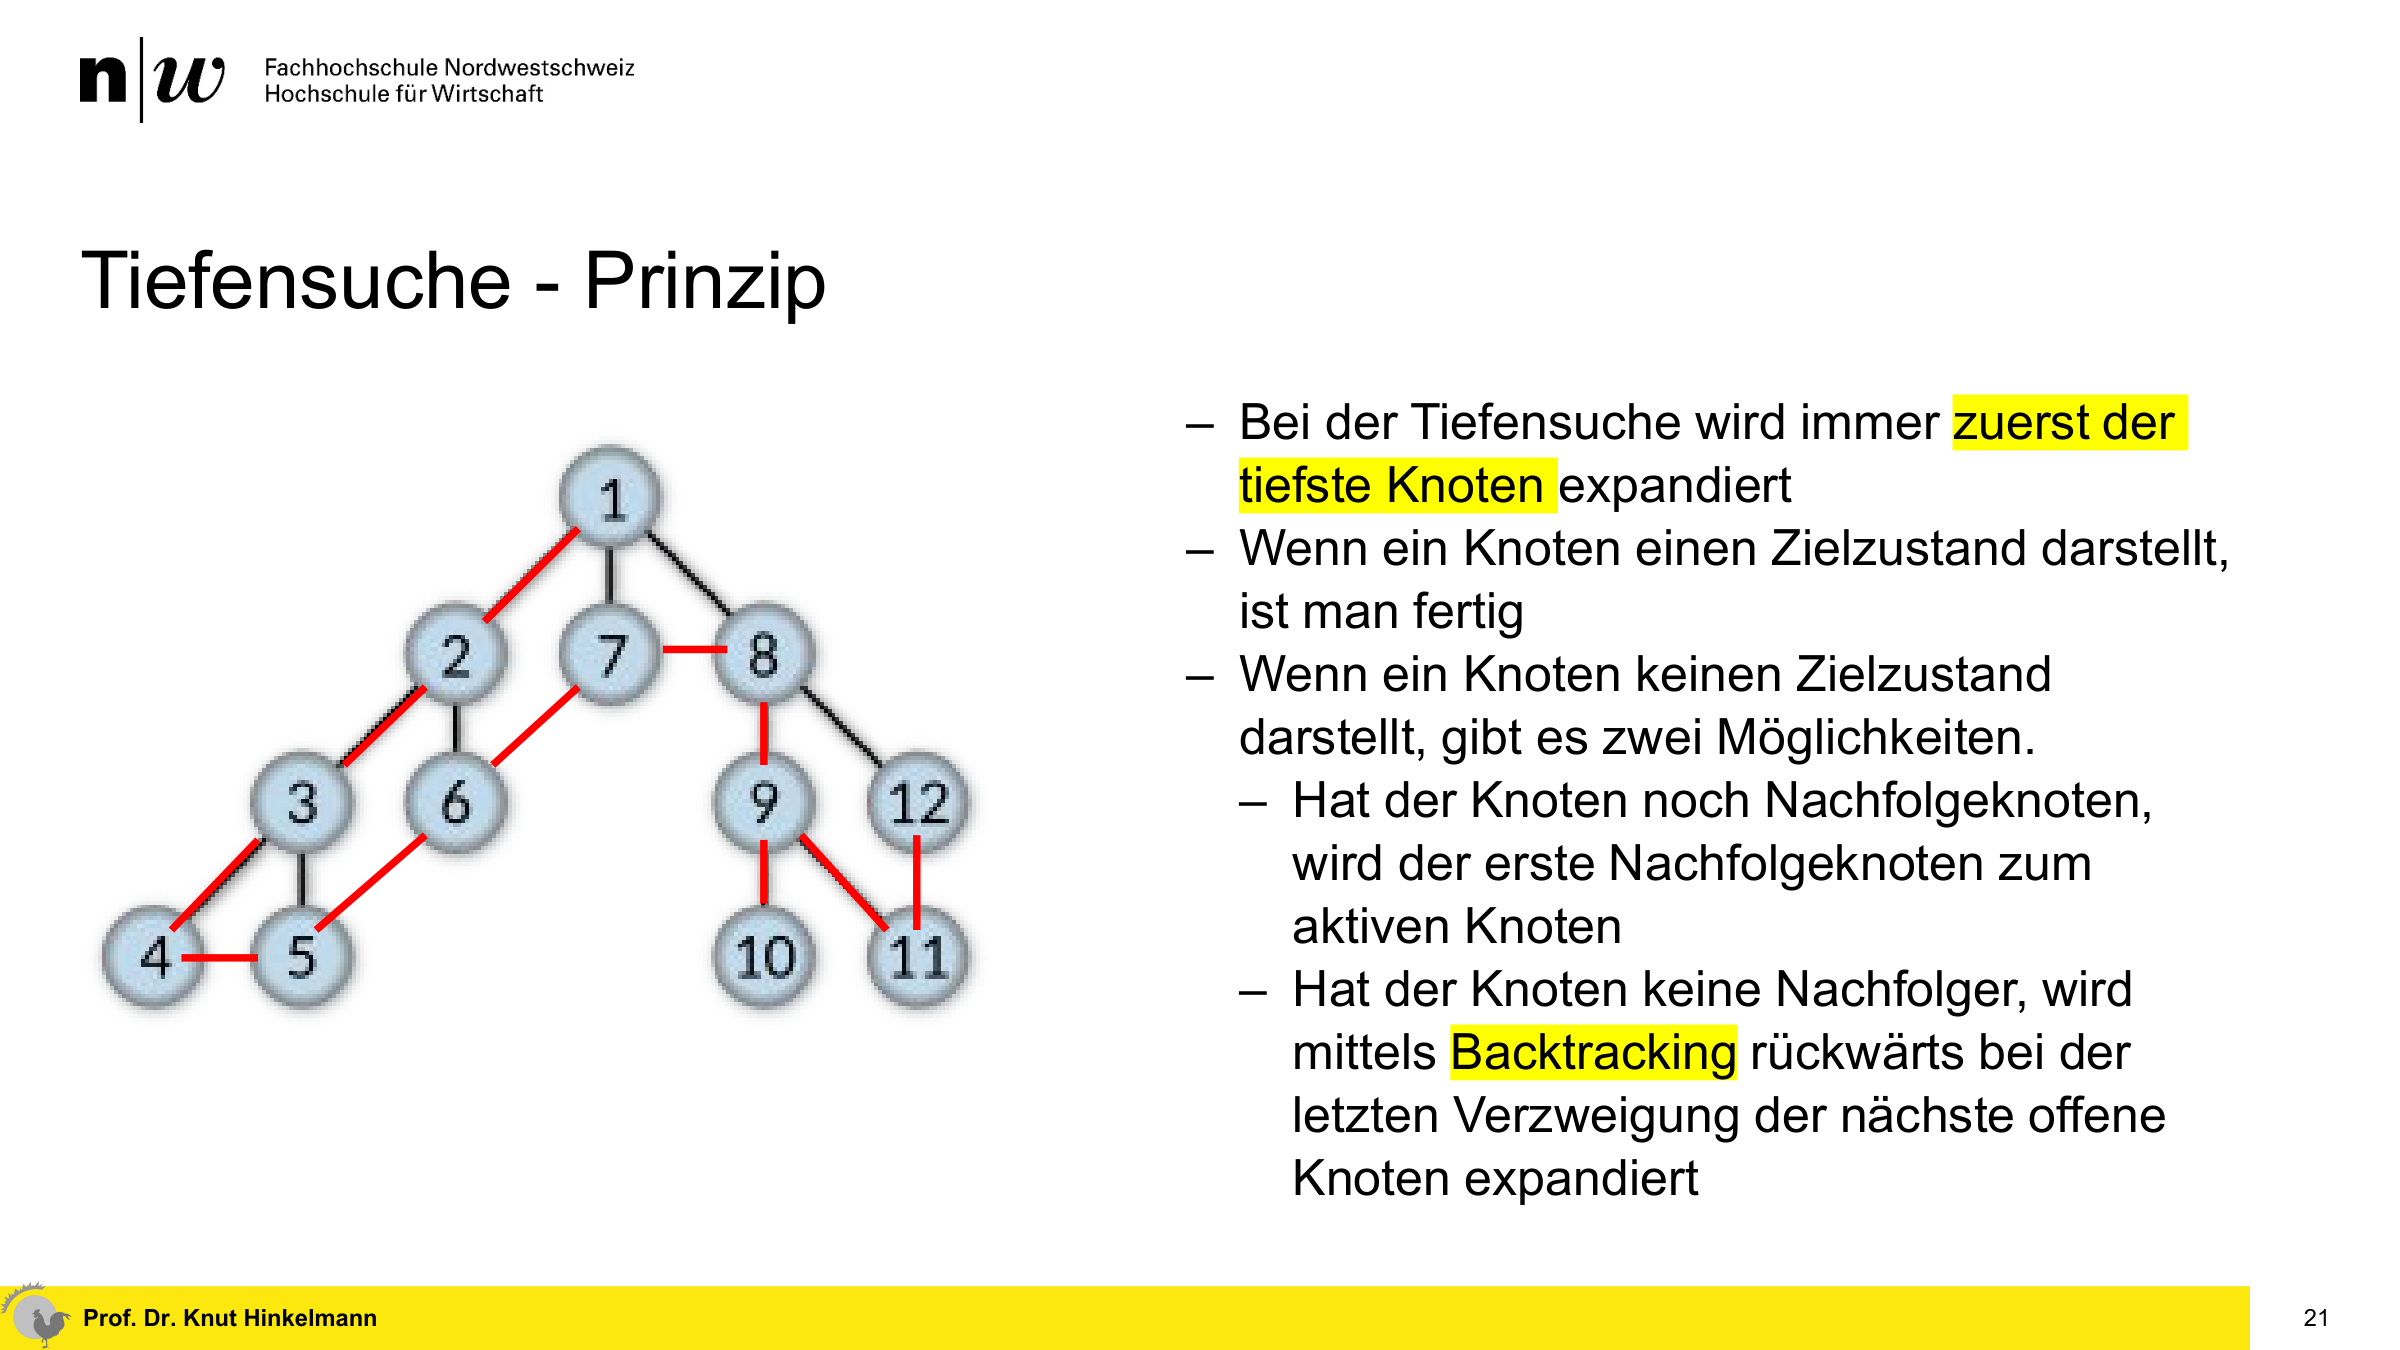 n|w Fachhochschule Nordwestschweiz
Hochschule für Wirtschaft
Tiefensuche - Prinzip
1
2 7 8
3 6 9 12
4 5 10 11
– Bei der Tiefensuche wird immer zuerst der
tiefste Knoten expandiert
– Wenn ein Knoten einen Zielzustand darstellt,
ist man fertig
– Wenn ein Knoten keinen Zielzustand
darstellt, gibt es zwei Möglichkeiten.
– Hat der Knoten noch Nachfolgeknoten,
wird der erste Nachfolgeknoten zum
aktiven Knoten
– Hat der Knoten keine Nachfolger, wird
mittels Backtracking rückwärts bei der
letzten Verzweigung der nächste offene
Knoten expandiert
Prof. Dr. Knut Hinkelmann
21